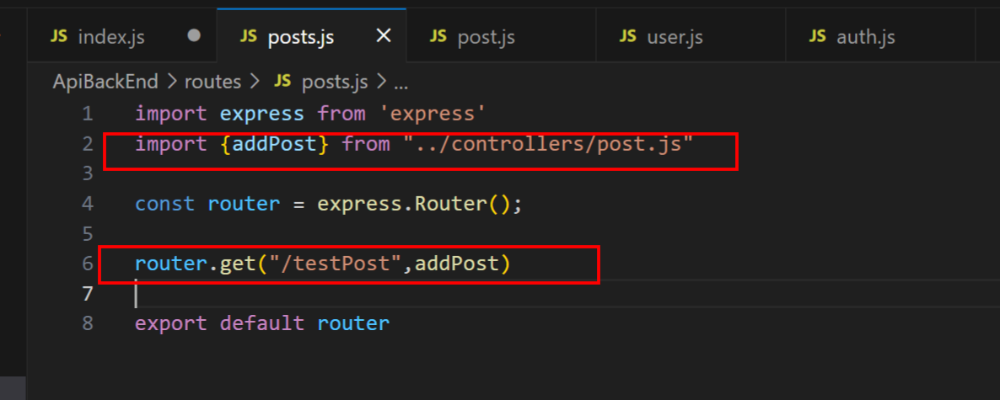 JS index.js JS posts.js JS post.js JS user.js JS auth.js
ApiBackEnd > routes > JS posts.js > ...
1 import express from 'express'
2 import {addPost} from "../controllers/post.js"
3
4 const router = express.Router();
5
6 router.get("/testPost",addPost)
7
8 export default router